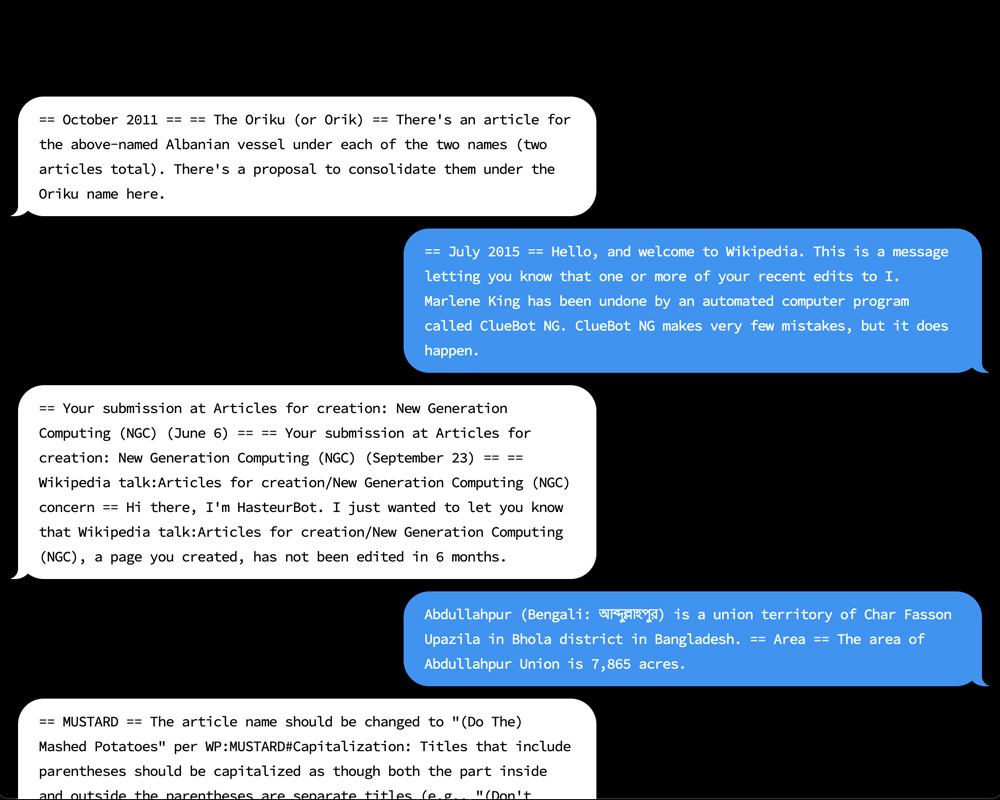 == October 2011 == == The Oriku (or Orik) == There's an article for
the above-named Albanian vessel under each of the two names (two
articles total). There's a proposal to consolidate them under the
Oriku name here.
== July 2015 == Hello, and welcome to Wikipedia. This is a message
letting you know that one or more of your recent edits to I.
Marlene King has been undone by an automated computer program
called ClueBot NG. ClueBot NG makes very few mistakes, but it does
happen.
== Your submission at Articles for creation: New Generation
Computing (NGC) (June 6) == == Your submission at Articles for
creation: New Generation Computing (NGC) (September 23) == ==
Wikipedia talk:Articles for creation/New Generation Computing (NGC)
concern == Hi there, I'm HasteurBot. I just wanted to let you know
that Wikipedia talk:Articles for creation/New Generation Computing
(NGC), a page you created, has not been edited in 6 months.
Abdullahpur (Bengali: আব্দুল্লাহপুর) is a union territory of Char Fasson
Upazila in Bhola district in Bangladesh. == Area == The area of
Abdullahpur Union is 7,865 acres.
== MUSTARD == The article name should be changed to "(Do The)
Mashed Potatoes" per WP:MUSTARD#Capitalization: Titles that include
parentheses should be capitalized as though both the part inside
and outside the parentheses are separate titles (e.g., "(Don't